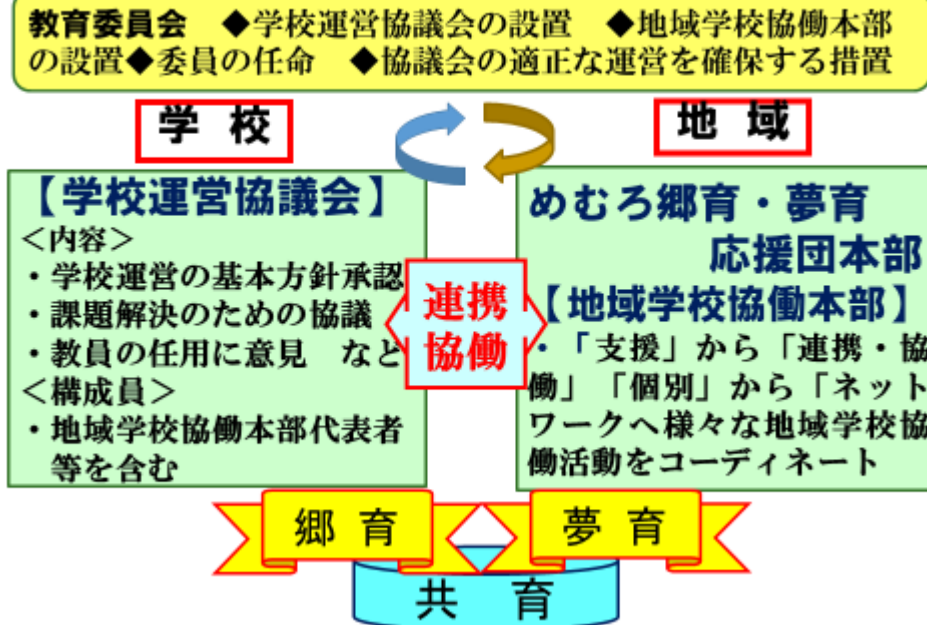 教育委員会　◆学校運営協議会の設置　◆地域学校協働本部
の設置◆委員の任命　◆協議会の適正な運営を確保する措置
学 校
地 域
【学校運営協議会】
＜内容＞
・学校運営の基本方針承認
・課題解決のための協議
・教員の任用に意見　など
＜構成員＞
・地域学校協働本部代表者
等を含む
連携
協働
めむろ郷育・夢育
応援団本部
【地域学校協働本部】
・「支援」から「連携・協
働」「個別」から「ネット
ワークへ様々な地域学校協
働活動をコーディネート
郷 育
夢 育
共 育